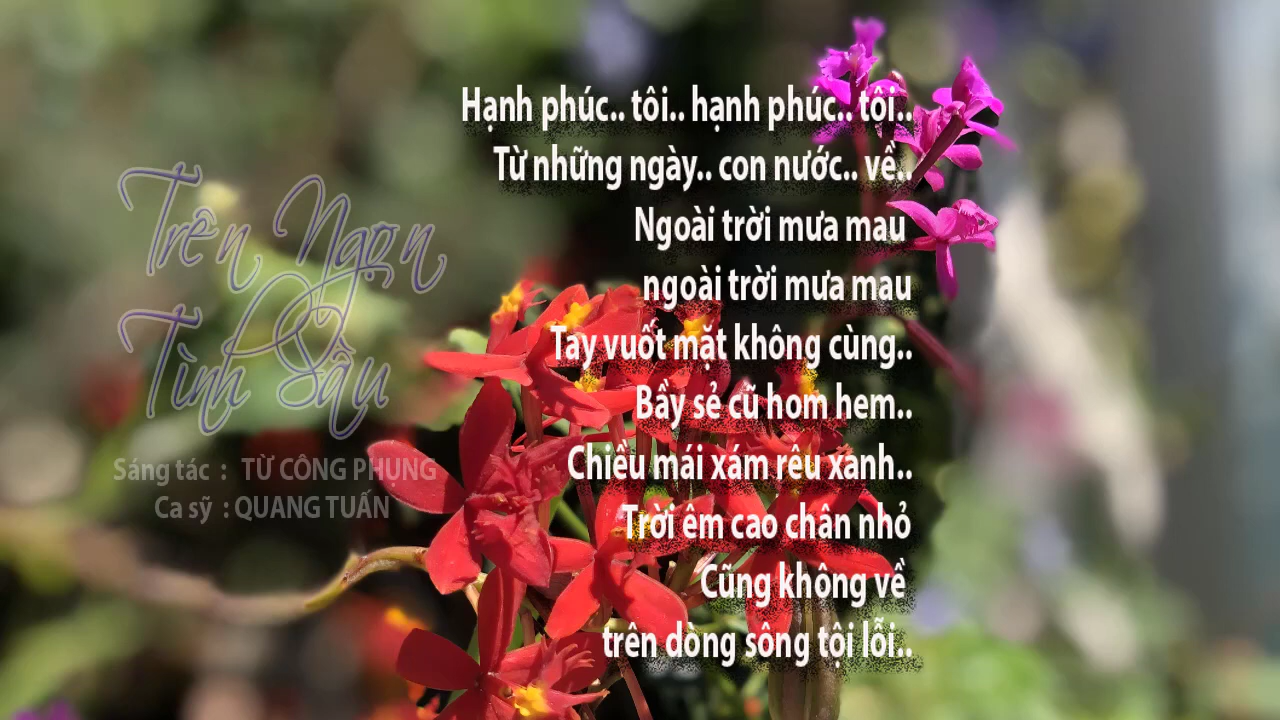 Trên Ngọn
Tình Sầu
Sáng tác : TỪ CÔNG PHỤNG
Ca sỹ : QUANG TUẤN
Hạnh phúc.. tôi.. hạnh phúc.. tôi..
Từ những ngày.. con nước.. về..
Ngoài trời mưa mau
ngoài trời mưa mau
Tay vuốt mặt không cùng..
Bầy sẻ cũ hom hem..
Chiều mái xám rêu xanh..
Trời êm cao chân nhỏ
Cũng không về
trên dòng sông tội lỗi..